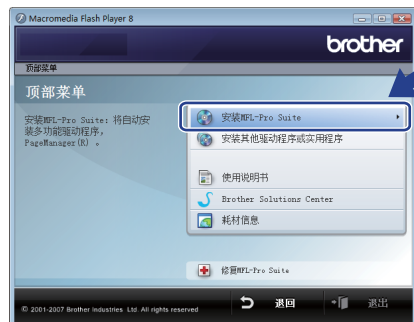 Macromedia Flash Player 8
brother
顶部菜单
顶部菜单
安装MFL-Pro Suite：将自动安
装多功能驱动程序，
PageManager(R) 。
安装MFL-Pro Suite
安装其他驱动程序或实用程序
使用说明书
Brother Solutions Center
耗材信息
修复MFL-Pro Suite
© 2001-2007 Brother Industries Ltd. All rights reserved
退回
退出